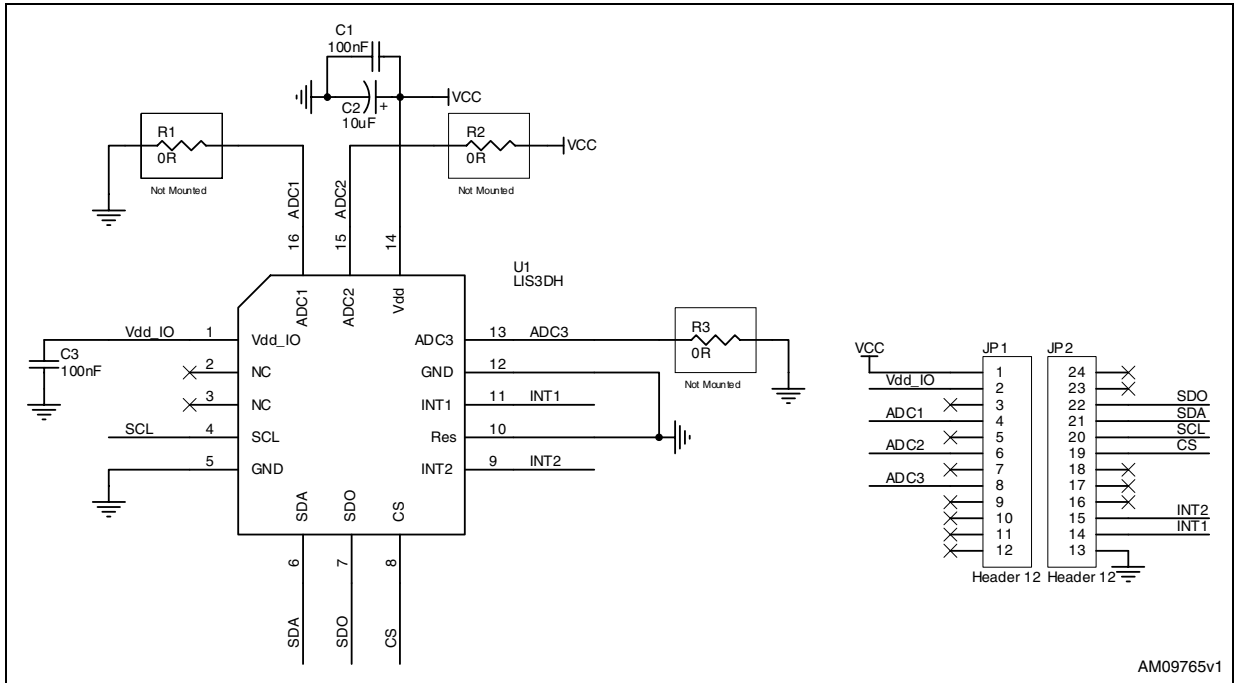 C1
100nF
C2
+
10uF
VCC
R1
0R
Not Mounted
R2
0R
Not Mounted
VCC
ADC1
ADC2
16
15
14
U1
LIS3DH
ADC1
ADC2
Vdd
Vdd_IO
1
Vdd_IO
C3
100nF
2
NC
3
NC
SCL
4
SCL
5
GND
ADC3
13
ADC3
R3
0R
Not Mounted
GND
12
INT1
11
INT1
Res
10
INT2
9
INT2
SDA
SDO
CS
6
7
8
SDA
SDO
CS
JP1
VCC
1
Vdd_IO
2
3
ADC1
4
5
ADC2
6
7
ADC3
8
9
10
11
12
Header 12
JP2
24
23
22
SDO
21
SDA
20
SCL
19
CS
18
17
16
15
INT2
14
INT1
13
Header 12
AM09765v1